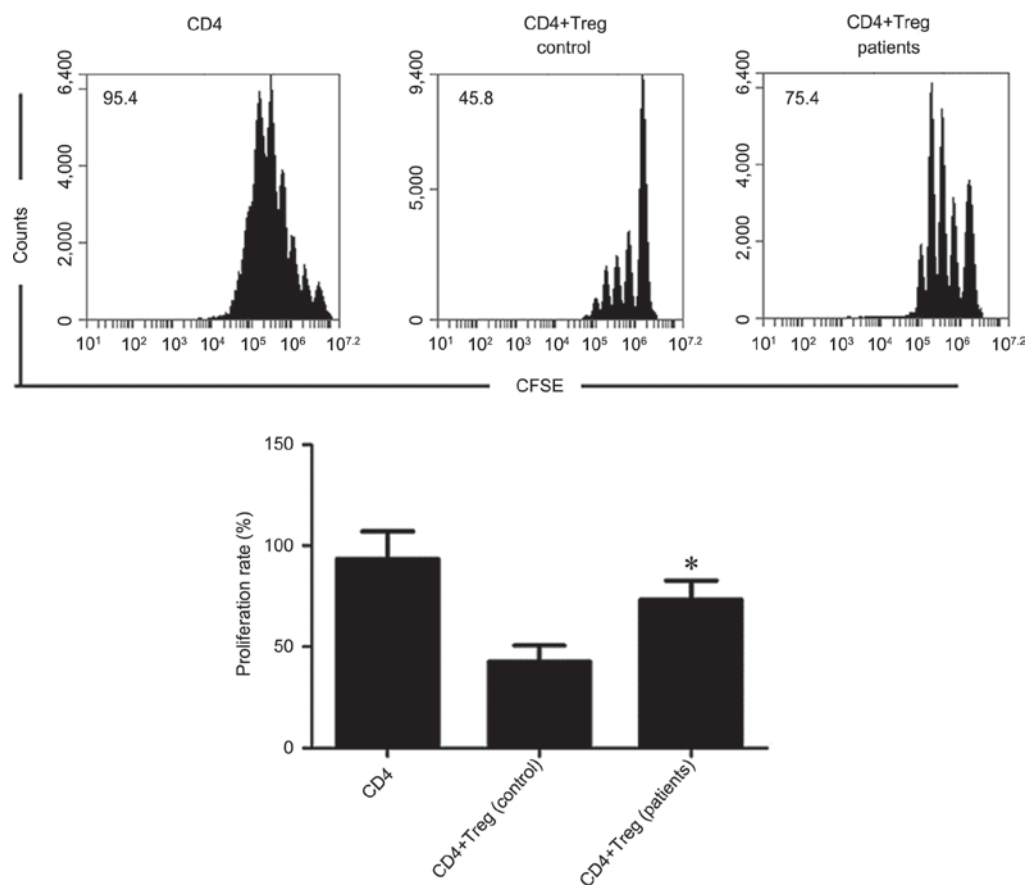 CD4
CD4+Treg
control
CD4+Treg
patients
Counts
6,400
4,000
2,000
0
95.4
10¹ 10² 10³ 10⁴ 10⁵ 10⁶ 10⁷·²
9,400
5,000
0
45.8
10¹ 10² 10³ 10⁴ 10⁵ 10⁶ 10⁷·²
6,400
4,000
2,000
0
75.4
10¹ 10² 10³ 10⁴ 10⁵ 10⁶ 10⁷·²
CFSE
Proliferation rate (%)
150
100
50
0
*
CD4
CD4+Treg (control)
CD4+Treg (patients)